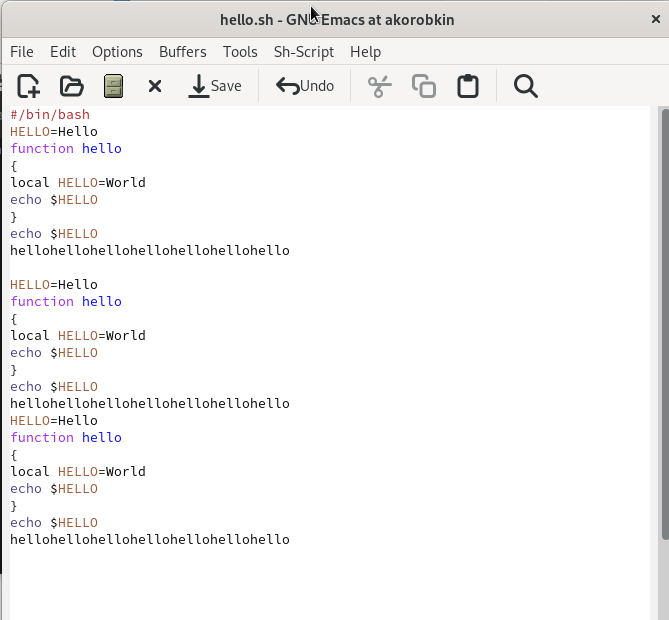 hello.sh - GNU Emacs at akorobkin
File Edit Options Buffers Tools Sh-Script Help
Save Undo
#/bin/bash
HELLO=Hello
function hello
{
local HELLO=World
echo $HELLO
}
echo $HELLO
hellohellohellohellohellohellohello

HELLO=Hello
function hello
{
local HELLO=World
echo $HELLO
}
echo $HELLO
hellohellohellohellohellohellohello
HELLO=Hello
function hello
{
local HELLO=World
echo $HELLO
}
echo $HELLO
hellohellohellohellohellohellohello